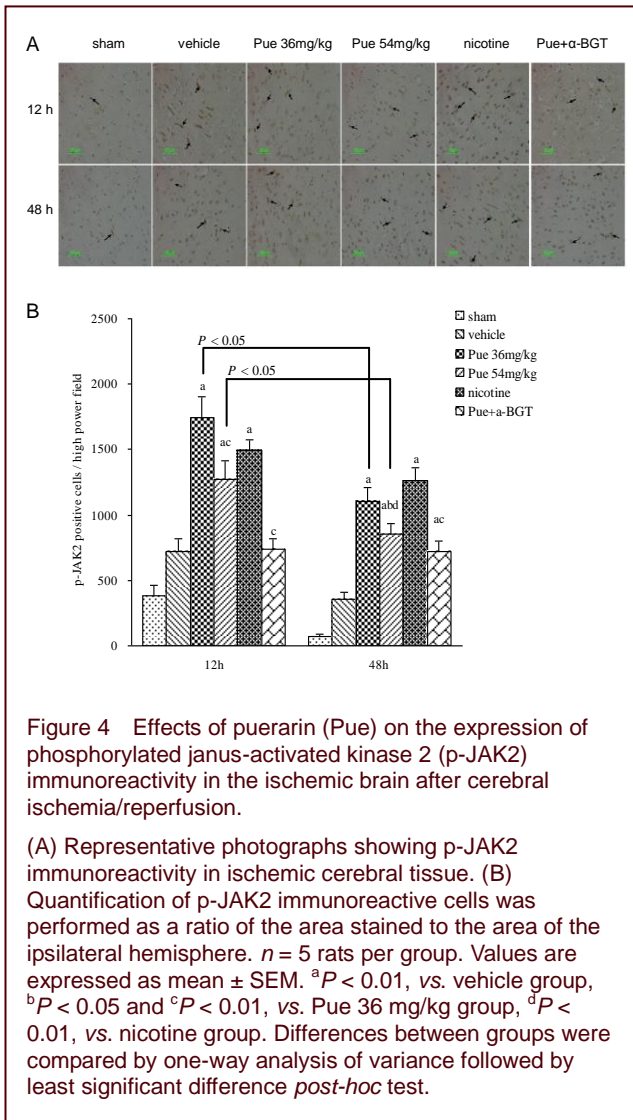 A
sham vehicle Pue 36mg/kg Pue 54mg/kg nicotine Pue+α-BGT
12 h
48 h
B
p-JAK2 positive cells / high power field
2500
2000
1500
1000
500
0
P < 0.05
P < 0.05
a
ac
a
c
a
abd
a
ac
12h 48h
sham
vehicle
Pue 36mg/kg
Pue 54mg/kg
nicotine
Pue+a-BGT
Figure 4 Effects of puerarin (Pue) on the expression of
phosphorylated janus-activated kinase 2 (p-JAK2)
immunoreactivity in the ischemic brain after cerebral
ischemia/reperfusion.
(A) Representative photographs showing p-JAK2
immunoreactivity in ischemic cerebral tissue. (B)
Quantification of p-JAK2 immunoreactive cells was
performed as a ratio of the area stained to the area of the
ipsilateral hemisphere. n = 5 rats per group. Values are
expressed as mean ± SEM. aP < 0.01, vs. vehicle group,
bP < 0.05 and cP < 0.01, vs. Pue 36 mg/kg group, dP <
0.01, vs. nicotine group. Differences between groups were
compared by one-way analysis of variance followed by
least significant difference post-hoc test.